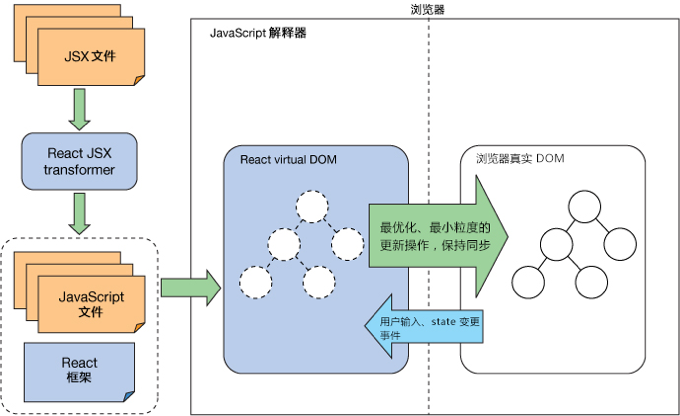 浏览器
JSX 文件
JavaScript 解释器
React JSX
transformer
React virtual DOM
浏览器真实 DOM
最优化、最小粒度的
更新操作，保持同步
JavaScript
文件
用户输入、state 变更
事件
React
框架